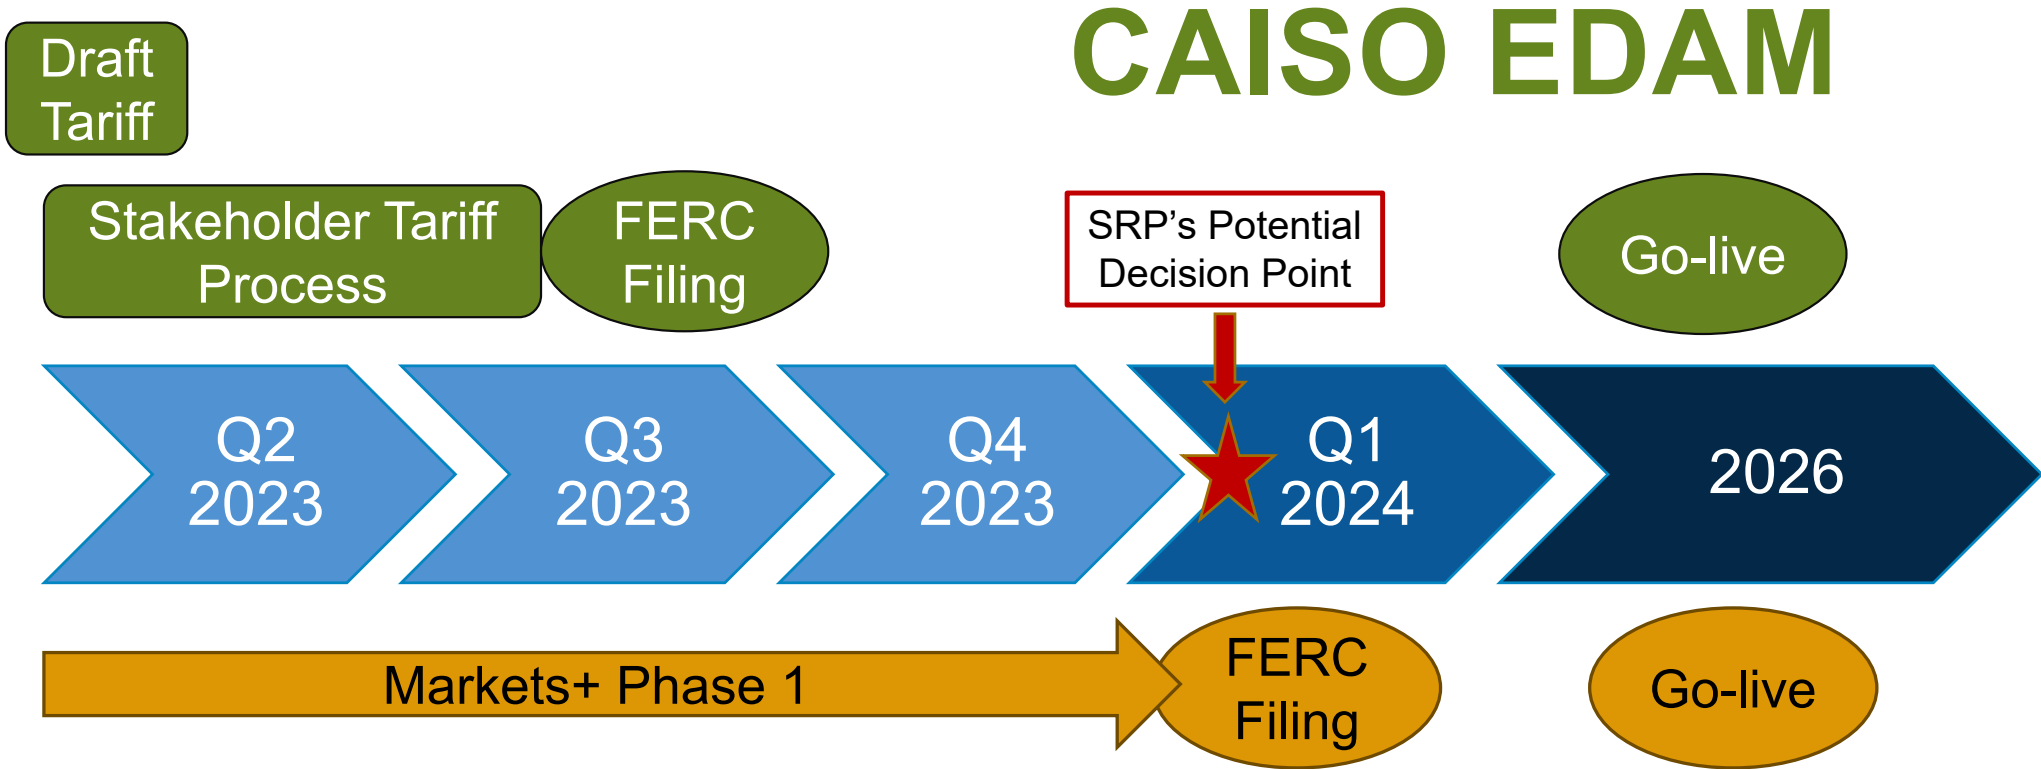 CAISO EDAM
Draft
Tariff
Stakeholder Tariff
Process
FERC
Filing
SRP's Potential
Decision Point
Go-live
Q2
2023
Q3
2023
Q4
2023
Q1
2024
2026
Markets+ Phase 1
FERC
Filing
Go-live